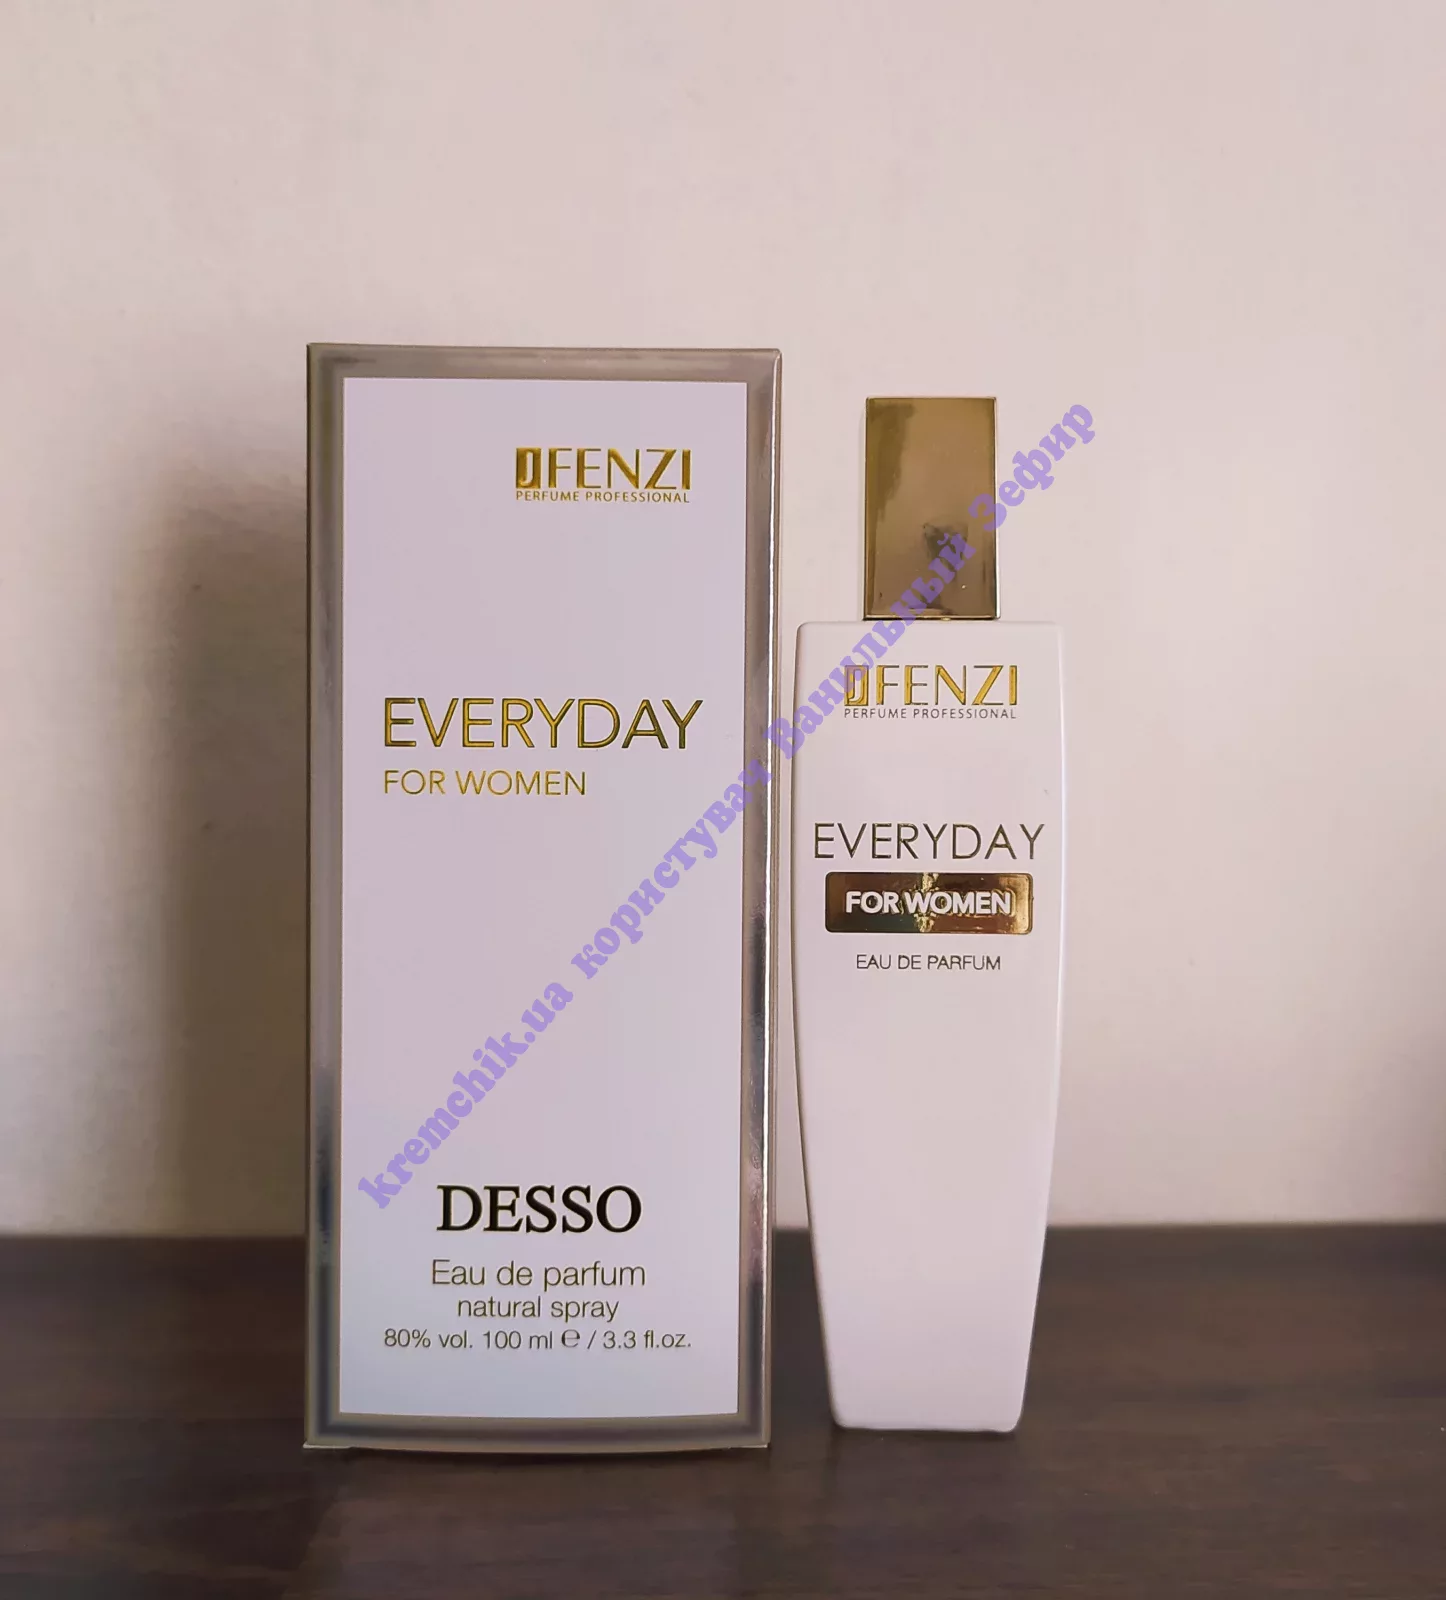 JFENZI
PERFUME PROFESSIONAL
EVERYDAY
FOR WOMEN
DESSO
Eau de parfum
natural spray
80% vol. 100 ml ℮ / 3.3 fl.oz.
JFENZI
PERFUME PROFESSIONAL
EVERYDAY
FOR WOMEN
EAU DE PARFUM
kremchik.ua користувач Ванильный Зефир